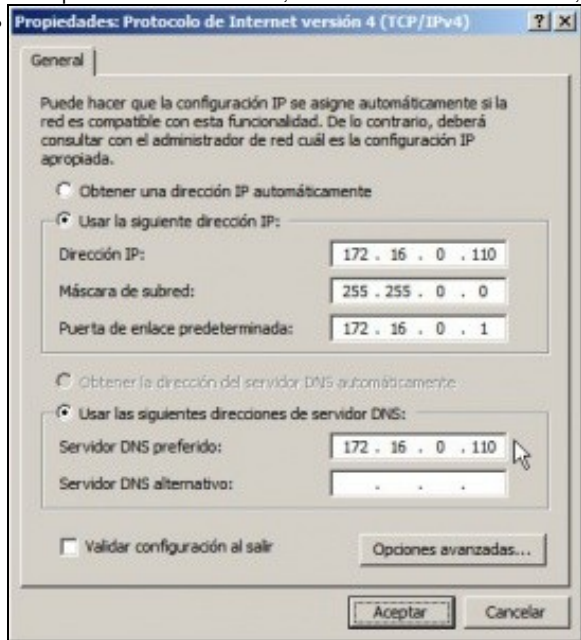 Propiedades: Protocolo de Internet versión 4 (TCP/IPv4)
General
Puede hacer que la configuración IP se asigne automáticamente si la
red es compatible con esta funcionalidad. De lo contrario, deberá
consultar con el administrador de red cuál es la configuración IP
apropiada.
Obtener una dirección IP automáticamente
Usar la siguiente dirección IP:
Dirección IP: 172 . 16 . 0 . 110
Máscara de subred: 255 . 255 . 0 . 0
Puerta de enlace predeterminada: 172 . 16 . 0 . 1
Obtener la dirección del servidor DNS automáticamente
Usar las siguientes direcciones de servidor DNS:
Servidor DNS preferido: 172 . 16 . 0 . 110
Servidor DNS alternativo: . . .
Validar configuración al salir
Opciones avanzadas...
Aceptar Cancelar